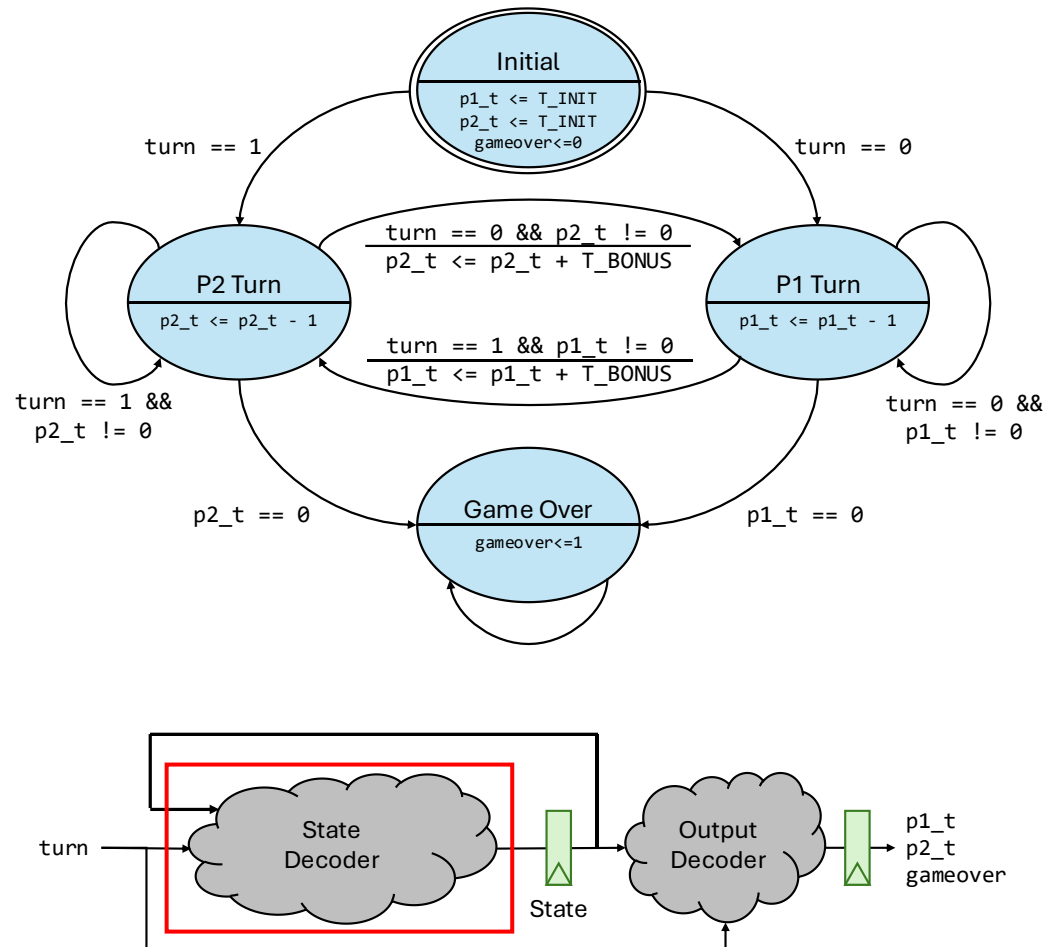 Initial
p1_t <= T_INIT
p2_t <= T_INIT
gameover<=0
turn == 1
turn == 0
turn == 0 && p2_t != 0
p2_t <= p2_t + T_BONUS
P2 Turn
p2_t <= p2_t - 1
P1 Turn
p1_t <= p1_t - 1
turn == 1 && p1_t != 0
p1_t <= p1_t + T_BONUS
turn == 1 &&
p2_t != 0
turn == 0 &&
p1_t != 0
p2_t == 0
Game Over
gameover<=1
p1_t == 0
turn
State
Decoder
State
Output
Decoder
p1_t
p2_t
gameover